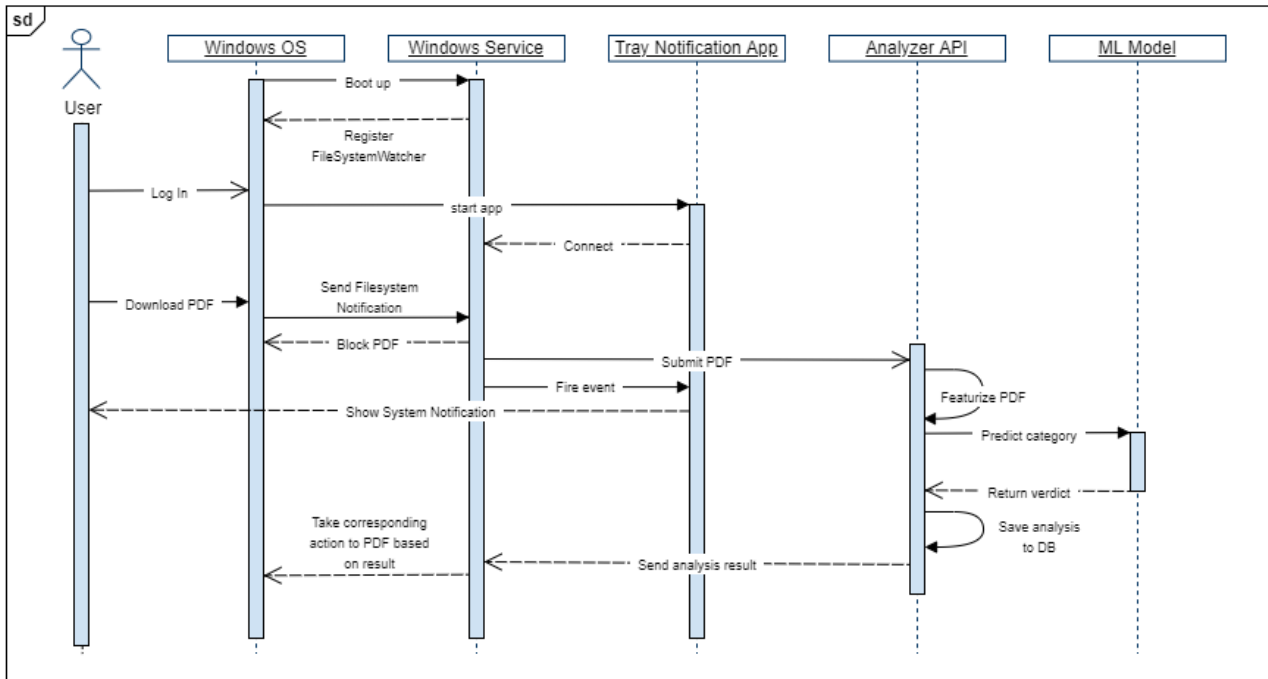 sd
Windows OS
Windows Service
Tray Notification App
Analyzer API
ML Model
User
Boot up
Register
FileSystemWatcher
Log In
start app
Connect
Download PDF
Send Filesystem
Notification
Block PDF
Submit PDF
Fire event
Featurize PDF
Show System Notification
Predict category
Return verdict
Take corresponding
action to PDF based
on result
Save analysis
to DB
Send analysis result